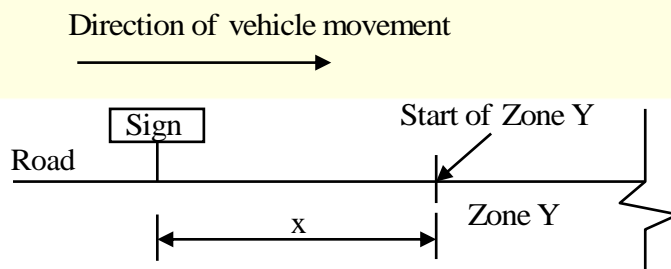 Direction of vehicle movement
Sign
Start of Zone Y
Road
x
Zone Y